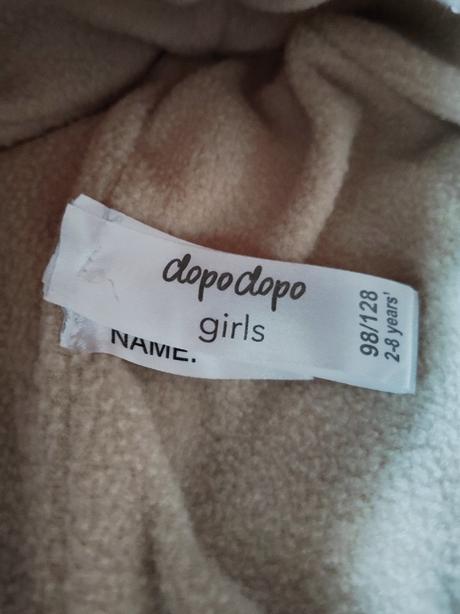 dopodopo
girls
98/128
2-8 years'
NAME: